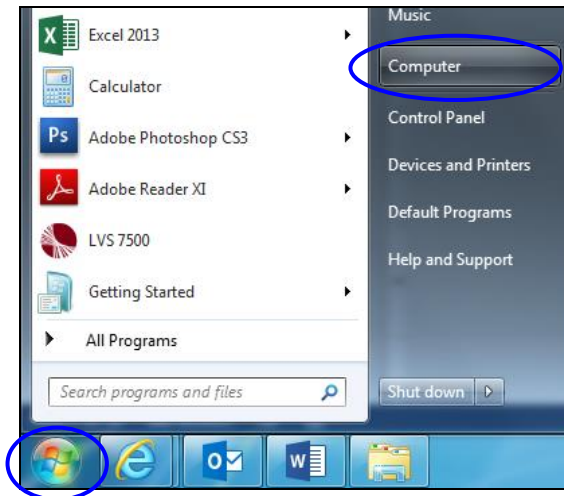 Excel 2013
Calculator
Ps
Adobe Photoshop CS3
Adobe Reader XI
LVS 7500
Getting Started
All Programs
Search programs and files
Music
Computer
Control Panel
Devices and Printers
Default Programs
Help and Support
Shut down